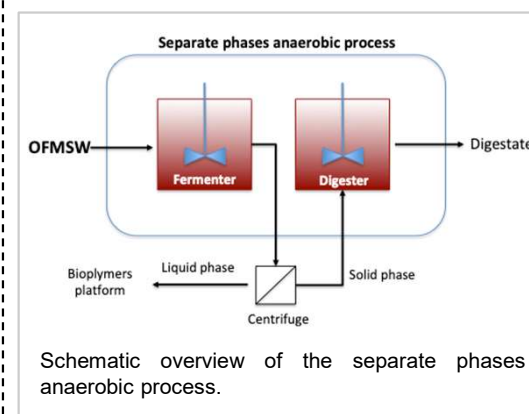 Separate phases anaerobic process
OFMSW
Fermenter
Digester
Digestate
Liquid phase
Solid phase
Bioplymers
platform
Centrifuge
Schematic overview of the separate phases
anaerobic process.